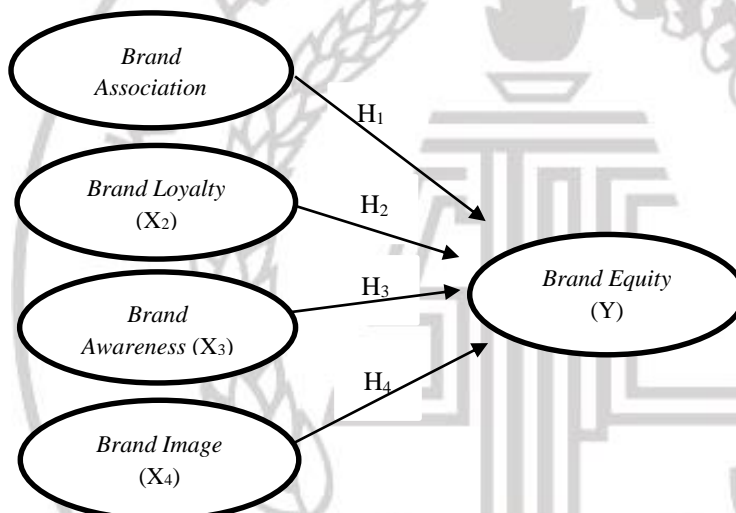 Brand
Association
H₁
Brand Loyalty
(X₂)
H₂
Brand Equity
(Y)
H₃
Brand
Awareness (X₃)
H₄
Brand Image
(X₄)